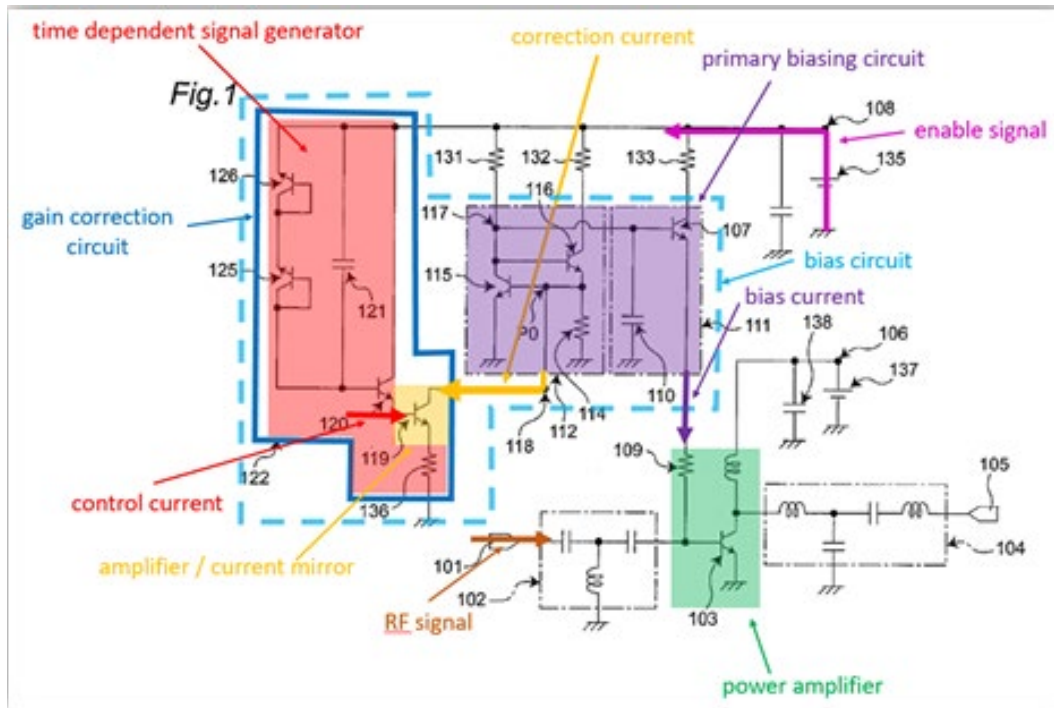 time dependent signal generator
correction current
primary biasing circuit
Fig.1
108
enable signal
131
132
133
135
126
116
117
107
gain correction
circuit
125
115
bias circuit
121
P0
bias current
111
138
106
137
110
114
120
118
112
119
109
122
136
105
control current
amplifier / current mirror
101
102
104
RF signal
103
power amplifier